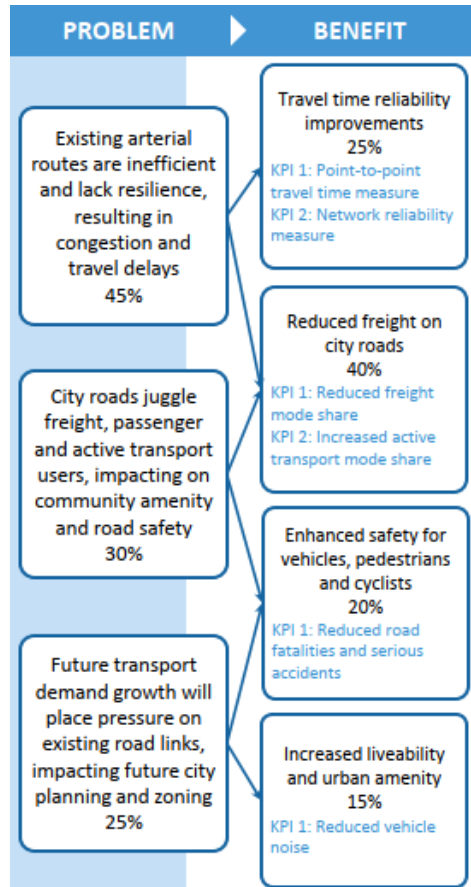 PROBLEM
BENEFIT
Existing arterial
routes are inefficient
and lack resilience,
resulting in
congestion and
travel delays
45%
City roads juggle
freight, passenger
and active transport
users, impacting on
community amenity
and road safety
30%
Future transport
demand growth will
place pressure on
existing road links,
impacting future city
planning and zoning
25%
Travel time reliability
improvements
25%
KPI 1: Point-to-point
travel time measure
KPI 2: Network reliability
measure
Reduced freight on
city roads
40%
KPI 1: Reduced freight
mode share
KPI 2: Increased active
transport mode share
Enhanced safety for
vehicles, pedestrians
and cyclists
20%
KPI 1: Reduced road
fatalities and serious
accidents
Increased liveability
and urban amenity
15%
KPI 1: Reduced vehicle
noise